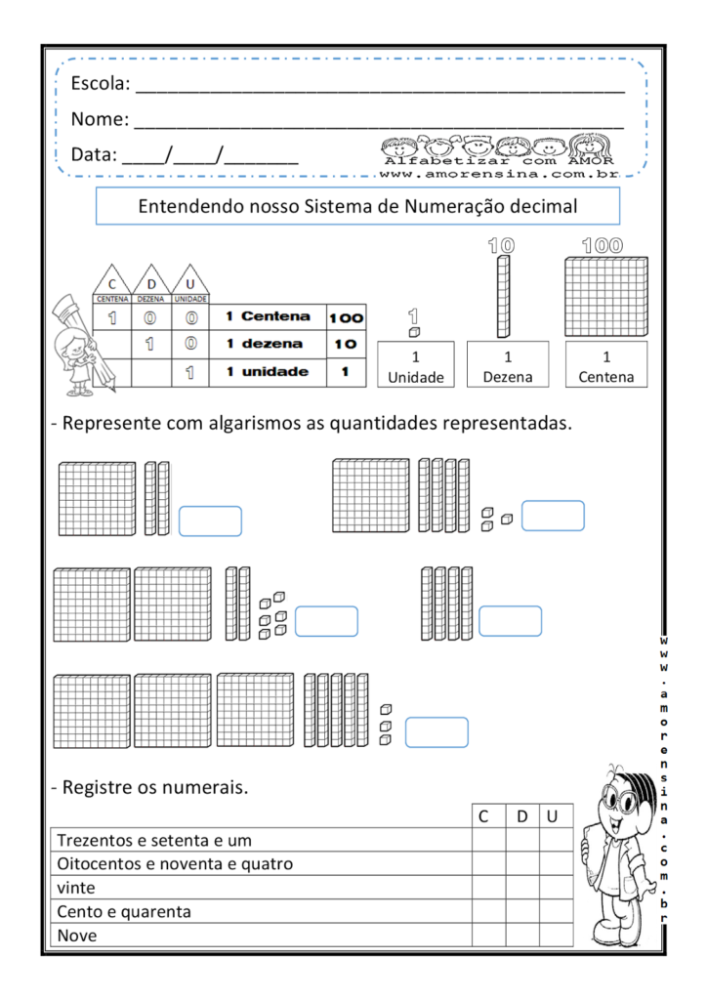 Escola: ___________________________________________
Nome: ___________________________________________
Data: ____/____/_______
Alfabetizar com AMOR
www.amorensina.com.br
Entendendo nosso Sistema de Numeração decimal
10 100
C D U
CENTENA DEZENA UNIDADE
1 0 0 1 Centena 100
1 0 1 dezena 10
1 1 unidade 1
1
1 Unidade
1 Dezena
1 Centena
- Represente com algarismos as quantidades representadas.
- Registre os numerais.
C D U
Trezentos e setenta e um
Oitocentos e noventa e quatro
vinte
Cento e quarenta
Nove
www.amorensina.com.br